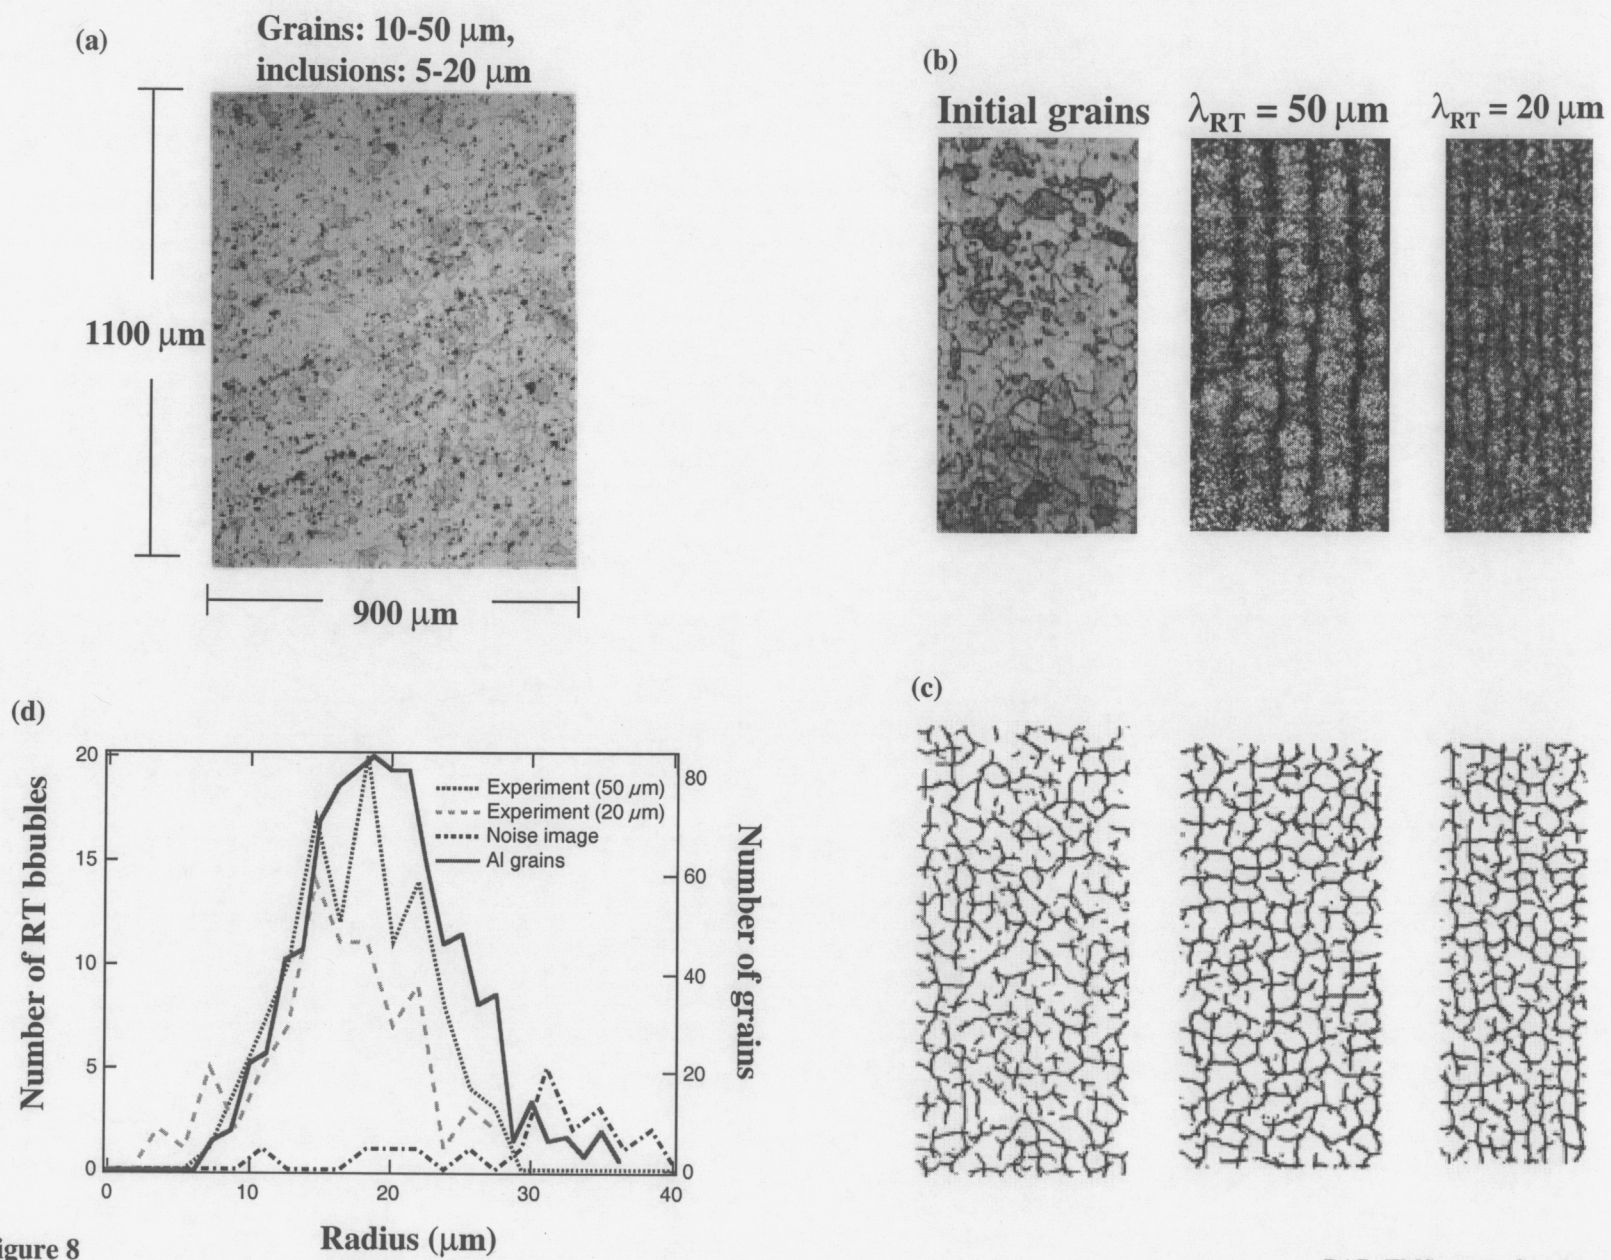 (a)
Grains: 10-50 μm,
inclusions: 5-20 μm
1100 μm
900 μm
(b)
Initial grains
λRT = 50 μm
λRT = 20 μm
(c)
(d)
Number of RT bbubles
20
15
10
5
0
Experiment (50 μm)
Experiment (20 μm)
Noise image
Al grains
80
60
40
20
0
Number of grains
0
10
20
30
40
Radius (μm)
igure 8